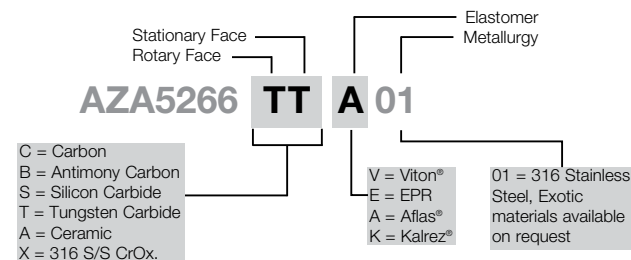 Elastomer
Stationary Face
Metallurgy
Rotary Face
AZA5266 TT A 01
C = Carbon
B = Antimony Carbon
S = Silicon Carbide
T = Tungsten Carbide
A = Ceramic
X = 316 S/S CrOx.
V = Viton®
E = EPR
A = Aflas®
K = Kalrez®
01 = 316 Stainless
Steel, Exotic
materials available
on request